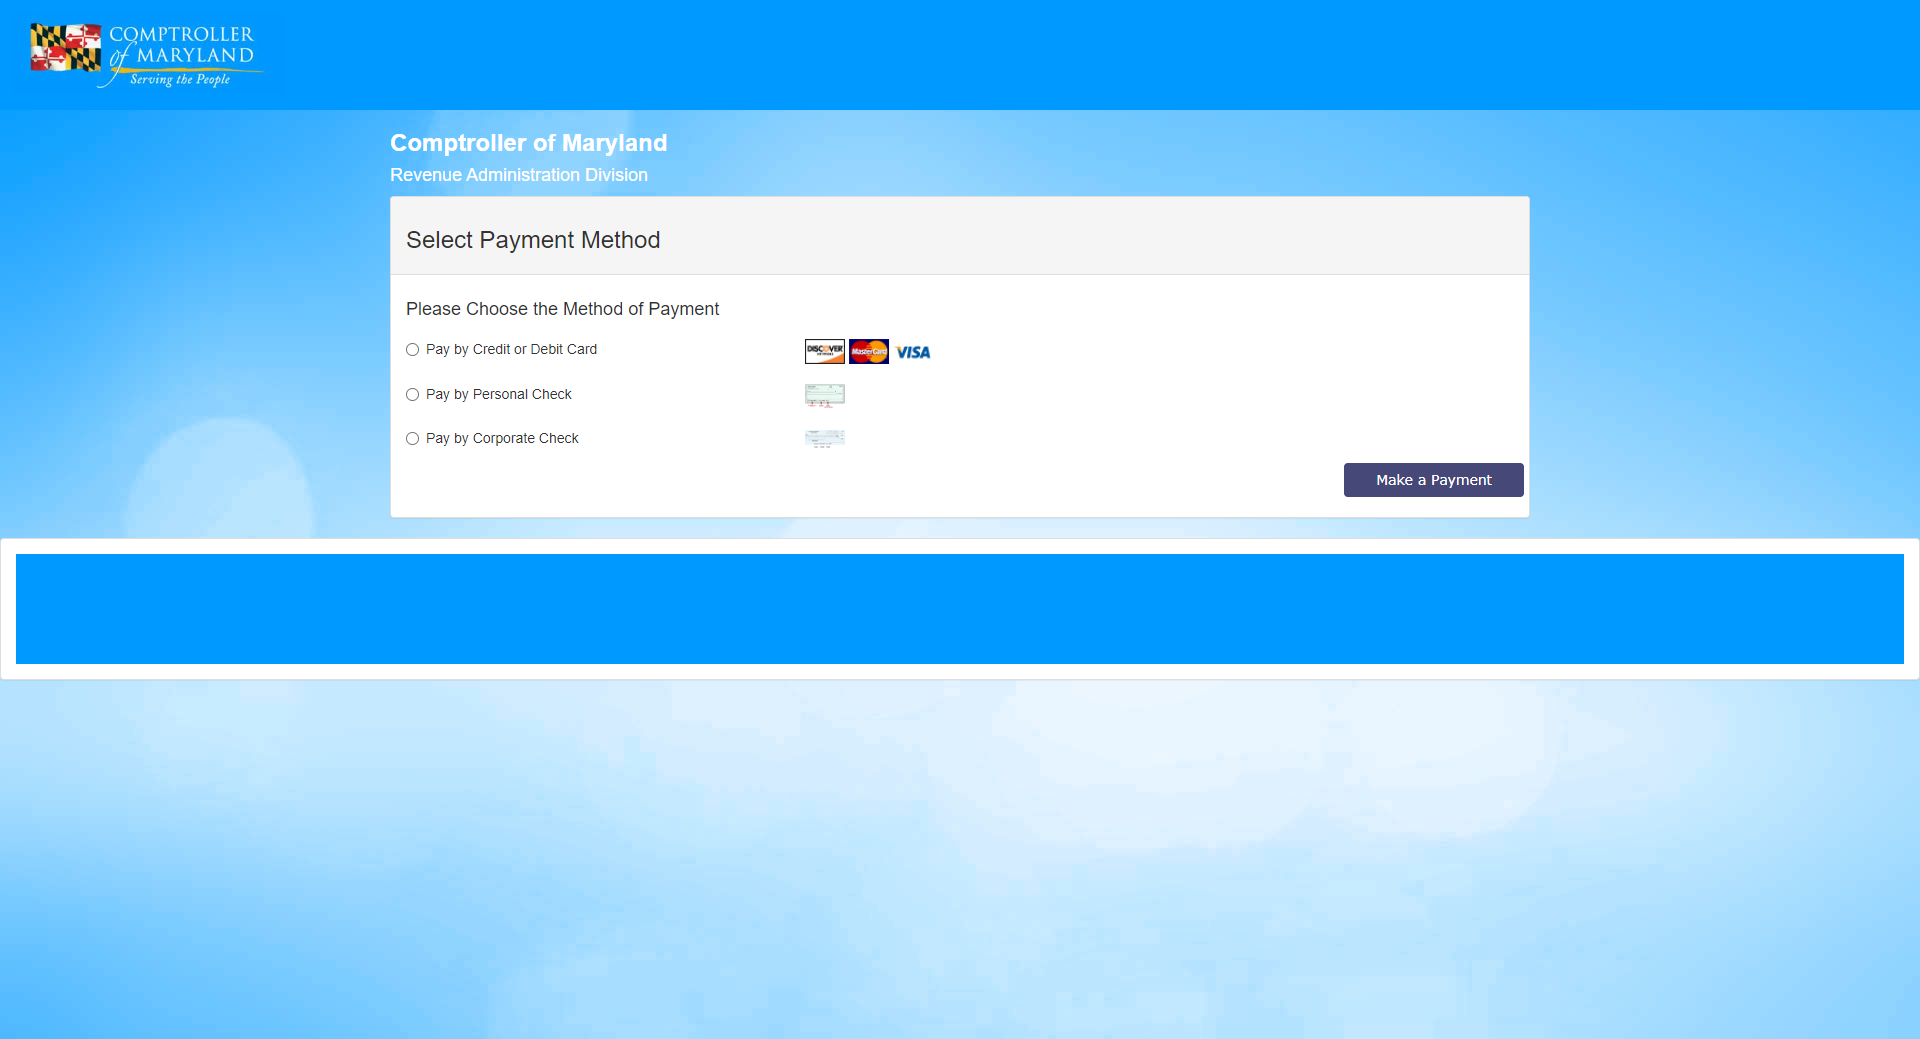 COMPTROLLER
of MARYLAND
Serving the People
Comptroller of Maryland
Revenue Administration Division
Select Payment Method
Please Choose the Method of Payment
Pay by Credit or Debit Card
DISCOVER
NETWORK
MasterCard
VISA
Pay by Personal Check
Pay by Corporate Check
Make a Payment